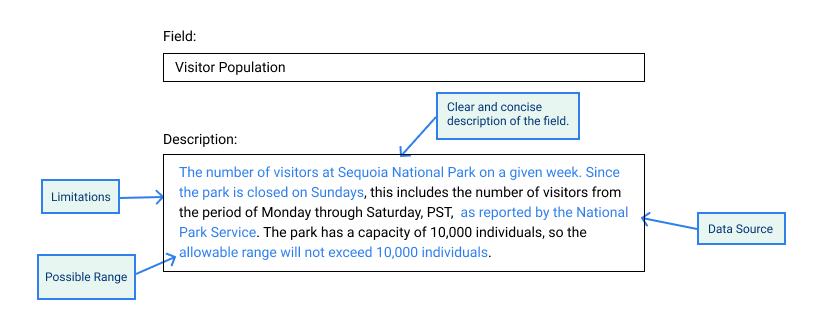 Field:
Visitor Population
Clear and concise
description of the field.
Description:
The number of visitors at Sequoia National Park on a given week. Since
the park is closed on Sundays, this includes the number of visitors from
the period of Monday through Saturday, PST, as reported by the National
Park Service. The park has a capacity of 10,000 individuals, so the
allowable range will not exceed 10,000 individuals.
Limitations
Data Source
Possible Range